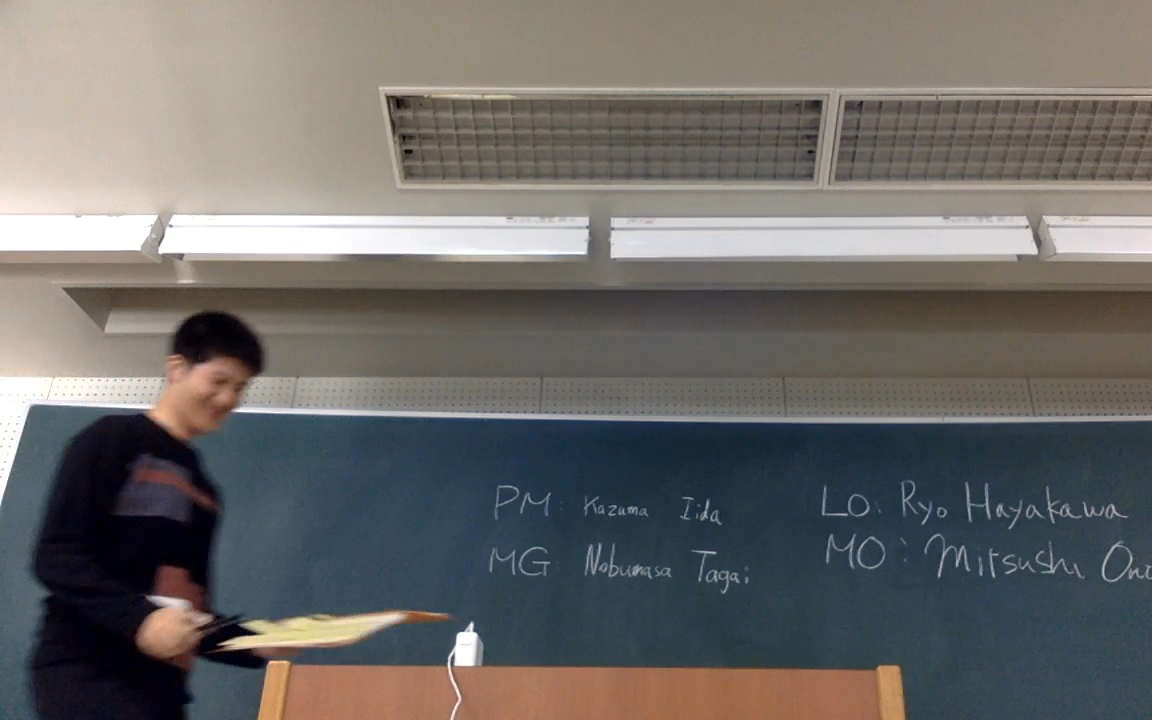 PM: Kazuma Iida
MG Nobumasa Tagai
LO: Ryo Hayakawa
MO: Mitsushi